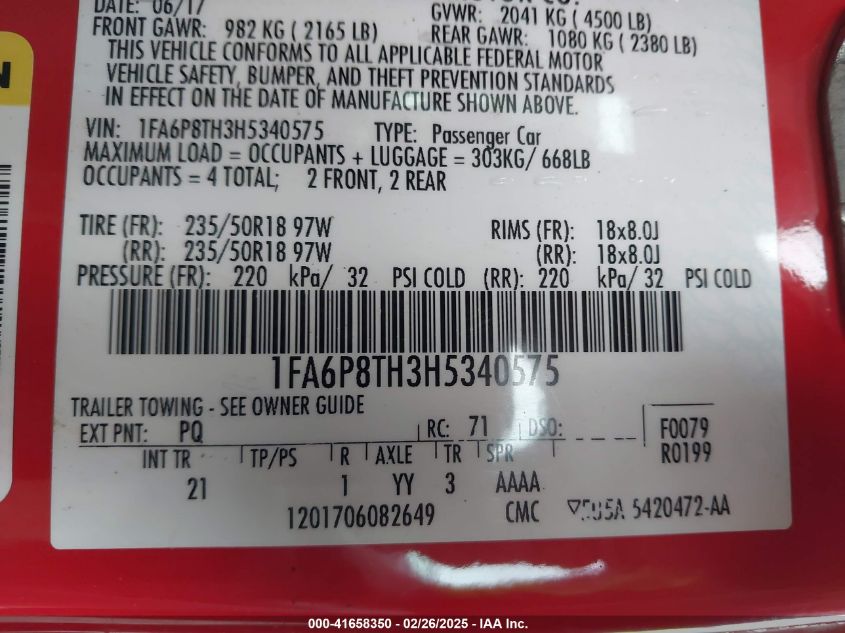 DATE: 06/17
MOTOR CO.
GVWR: 2041 KG ( 4500 LB)
FRONT GAWR: 982 KG ( 2165 LB)
REAR GAWR: 1080 KG ( 2380 LB)
THIS VEHICLE CONFORMS TO ALL APPLICABLE FEDERAL MOTOR
VEHICLE SAFETY, BUMPER, AND THEFT PREVENTION STANDARDS
IN EFFECT ON THE DATE OF MANUFACTURE SHOWN ABOVE.
VIN: 1FA6P8TH3H5340575 TYPE: Passenger Car
MAXIMUM LOAD = OCCUPANTS + LUGGAGE = 303KG/ 668LB
OCCUPANTS = 4 TOTAL; 2 FRONT, 2 REAR
TIRE (FR): 235/50R18 97W RIMS (FR): 18x8.0J
(RR): 235/50R18 97W (RR): 18x8.0J
PRESSURE (FR): 220 kPa/ 32 PSI COLD (RR): 220 kPa/ 32 PSI COLD
1FA6P8TH3H5340575
TRAILER TOWING - SEE OWNER GUIDE
EXT PNT: PQ RC: 71 DSO: F0079
R0199
INT TR TP/PS R AXLE TR SPR
21 1 YY 3 AAAA
1201706082649 CMC 5420472-AA
000-41658350 / 02/26/2025 - IAA Inc.